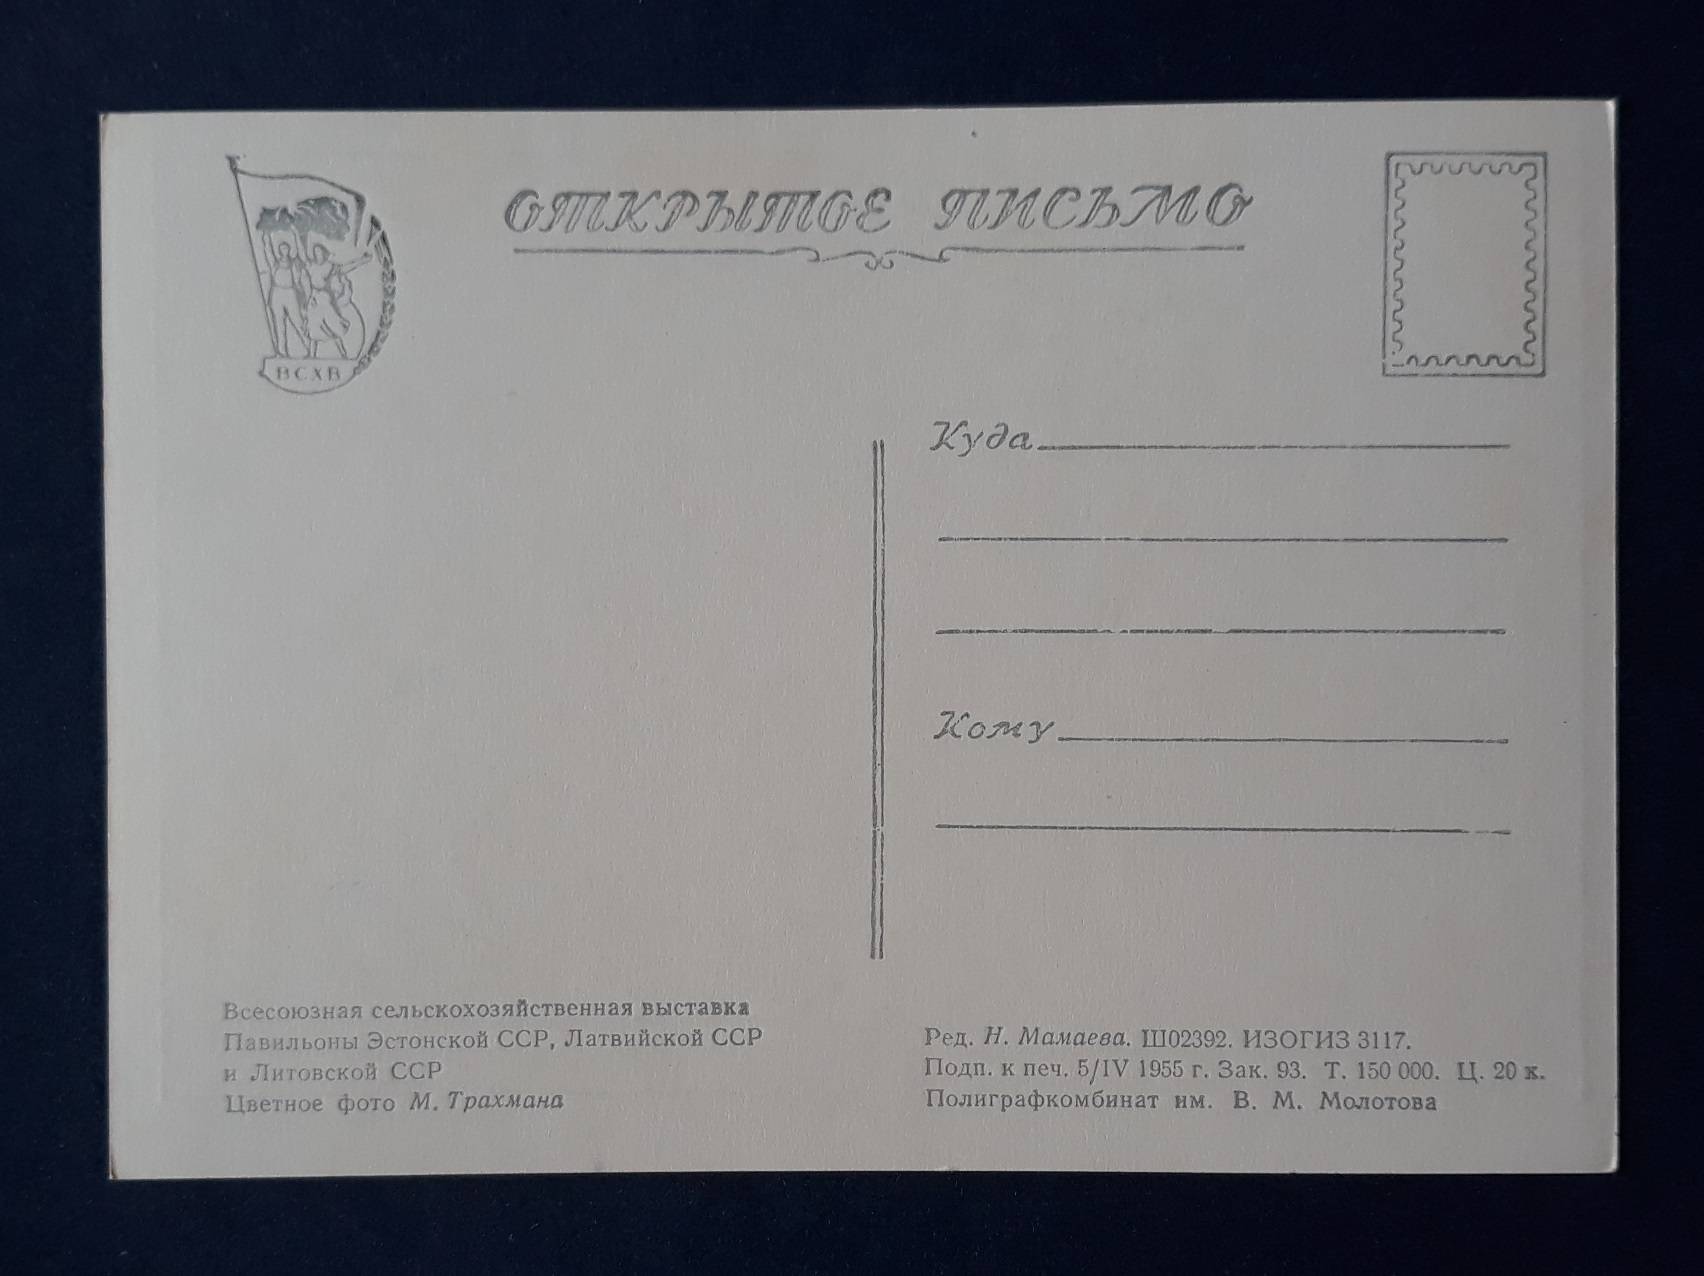 ОТКРЫТОЕ ПИСЬМО
ВСХВ
Куда
Кому
Всесоюзная сельскохозяйственная выставка
Павильоны Эстонской ССР, Латвийской ССР
и Литовской ССР
Цветное фото М. Трахмана
Ред. Н. Мамаева. Ш02392. ИЗОГИЗ 3117.
Подп. к печ. 5/IV 1955 г. Зак. 93. Т. 150 000. Ц. 20 к.
Полиграфкомбинат им. В. М. Молотова